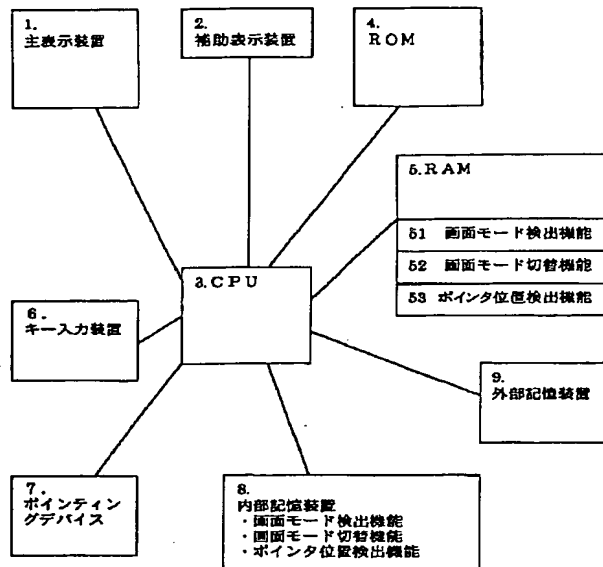 1.
主表示装置
2.
補助表示装置
4.
ROM
5.RAM
51 画面モード検出機能
52 画面モード切替機能
53 ポインタ位置検出機能
3.CPU
6.
キー入力装置
9.
外部記憶装置
7.
ポインティン
グデバイス
8.
内部記憶装置
・画面モード検出機能
・画面モード切替機能
・ポインタ位置検出機能